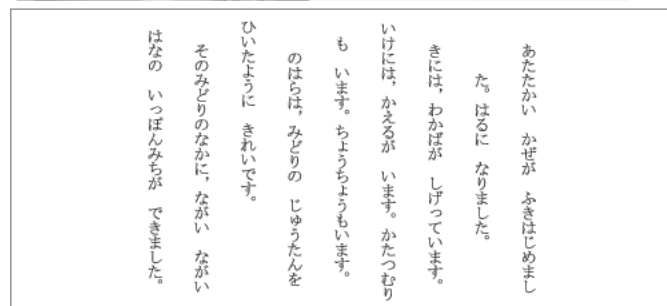 あたたかい　かぜが　ふきはじめまし
た。はるに　なりました。
きには，わかばが　しげっています。
いけには，かえるが　います。かたつむり
も　います。ちょうちょうもいます。
のはらは，みどりの　じゅうたんを
ひいたように　きれいです。
そのみどりのなかに，ながい　ながい
はなの　いっぽんみちが　できました。